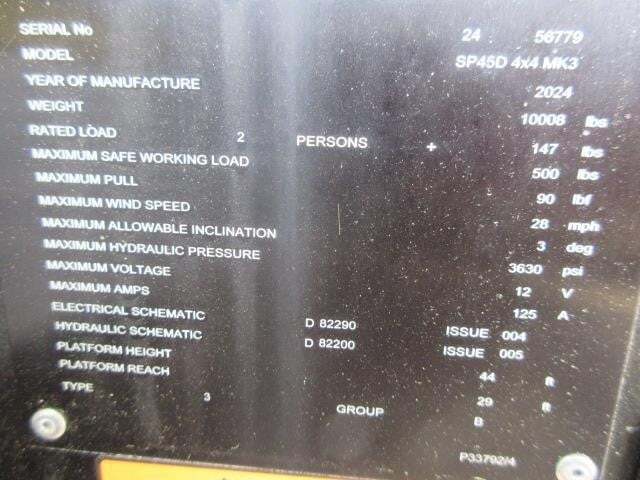 SERIAL No 24 56779
MODEL SP45D 4x4 MK3
YEAR OF MANUFACTURE 2024
WEIGHT 10008 lbs
RATED LOAD 2 PERSONS + 147 lbs
MAXIMUM SAFE WORKING LOAD 500 lbs
MAXIMUM PULL 90 lbf
MAXIMUM WIND SPEED 28 mph
MAXIMUM ALLOWABLE INCLINATION 3 deg
MAXIMUM HYDRAULIC PRESSURE 3630 psi
MAXIMUM VOLTAGE 12 V
MAXIMUM AMPS 125 A
ELECTRICAL SCHEMATIC D 82290 ISSUE 004
HYDRAULIC SCHEMATIC D 82200 ISSUE 005
PLATFORM HEIGHT 44 ft
PLATFORM REACH 29 ft
TYPE 3 GROUP B
P33792/4